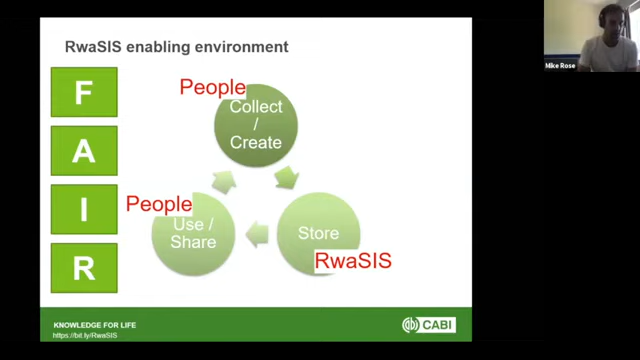 RwaSIS enabling environment
F
A
I
R
People
Collect
/
Create
People
Use /
Share
Store
RwaSIS
KNOWLEDGE FOR LIFE
https://bit.ly/RwaSIS
CABI
Mike Rose